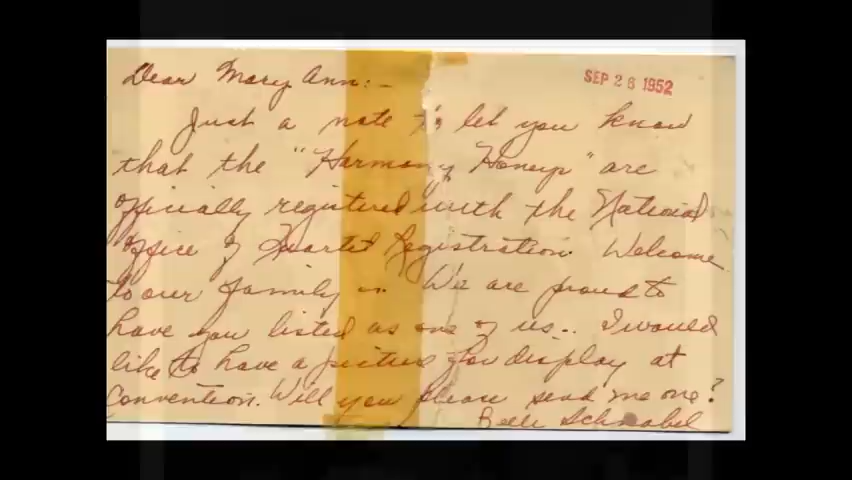 SEP 26 1952
Dear Mary Ann:-
Just a note to let you know
that the "Harmony Honeys" are
officially registered with the National
Office of Quartet Registration. Welcome
to our family — We are proud to
have you listed as one of us.. I would
like to have a picture for display at
Convention. Will you please send me one?
Belle Schnabel